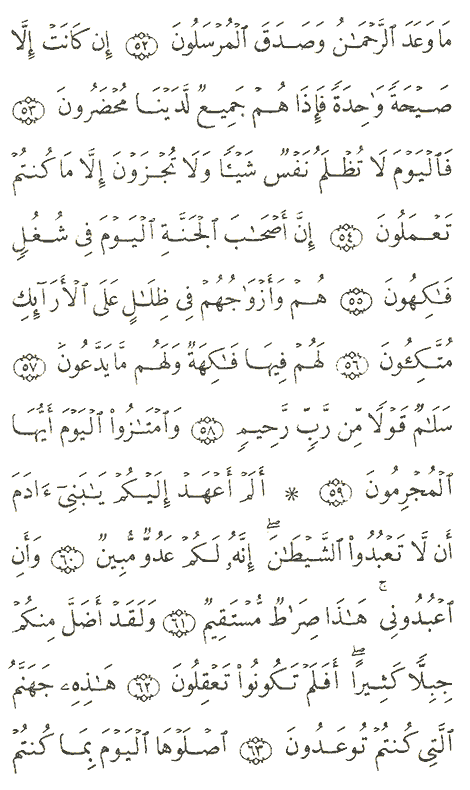 مَا وَعَدَ ٱلرَّحْمَـٰنُ وَصَدَقَ ٱلْمُرْسَلُونَ ۝٥٢ إِن كَانَتْ إِلَّا
صَيْحَةً وَٰحِدَةً فَإِذَا هُمْ جَمِيعٌ لَّدَيْنَا مُحْضَرُونَ ۝٥٣
فَٱلْيَوْمَ لَا تُظْلَمُ نَفْسٌ شَيْـًٔا وَلَا تُجْزَوْنَ إِلَّا مَا كُنتُمْ
تَعْمَلُونَ ۝٥٤ إِنَّ أَصْحَـٰبَ ٱلْجَنَّةِ ٱلْيَوْمَ فِى شُغُلٍ
فَـٰكِهُونَ ۝٥٥ هُمْ وَأَزْوَٰجُهُمْ فِى ظِلَـٰلٍ عَلَى ٱلْأَرَآئِكِ
مُتَّكِـُٔونَ ۝٥٦ لَهُمْ فِيهَا فَـٰكِهَةٌ وَلَهُم مَّا يَدَّعُونَ ۝٥٧
سَلَـٰمٌ قَوْلًا مِّن رَّبٍّ رَّحِيمٍ ۝٥٨ وَٱمْتَـٰزُوا۟ ٱلْيَوْمَ أَيُّهَا
ٱلْمُجْرِمُونَ ۝٥٩ * أَلَمْ أَعْهَدْ إِلَيْكُمْ يَـٰبَنِىٓ ءَادَمَ
أَن لَّا تَعْبُدُوا۟ ٱلشَّيْطَـٰنَ ۖ إِنَّهُۥ لَكُمْ عَدُوٌّ مُّبِينٌ ۝٦٠ وَأَنِ
ٱعْبُدُونِى ۚ هَـٰذَا صِرَٰطٌ مُّسْتَقِيمٌ ۝٦١ وَلَقَدْ أَضَلَّ مِنكُمْ
جِبِلًّا كَثِيرًا ۖ أَفَلَمْ تَكُونُوا۟ تَعْقِلُونَ ۝٦٢ هَـٰذِهِۦ جَهَنَّمُ
ٱلَّتِى كُنتُمْ تُوعَدُونَ ۝٦٣ ٱصْلَوْهَا ٱلْيَوْمَ بِمَا كُنتُمْ